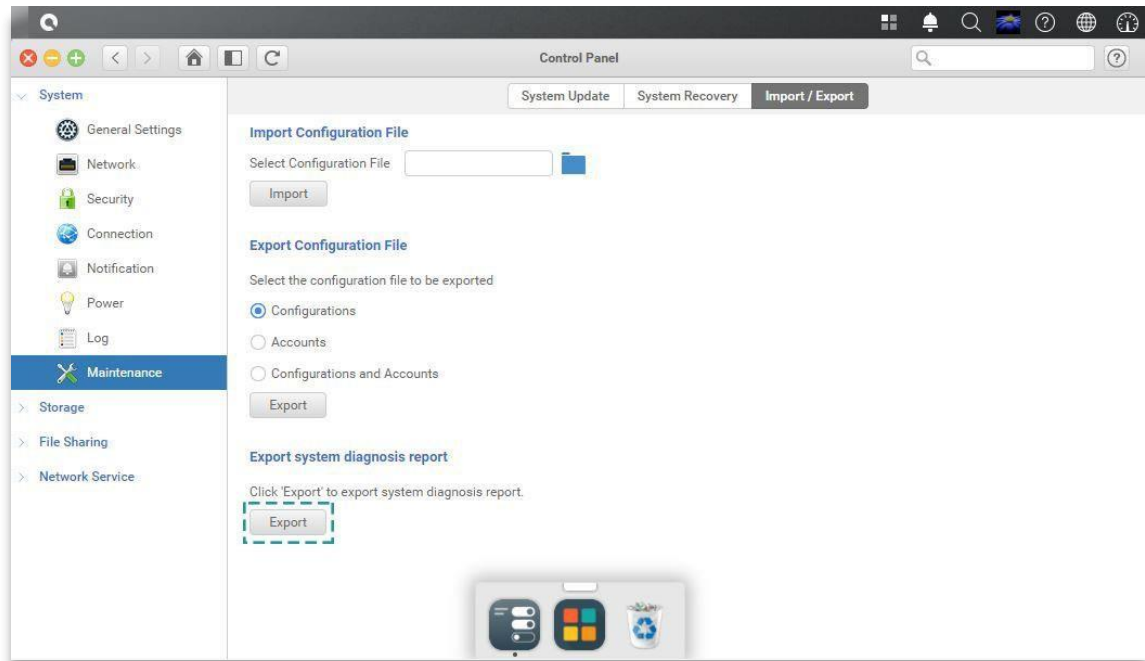 Control Panel
System
General Settings
Network
Security
Connection
Notification
Power
Log
Maintenance
Storage
File Sharing
Network Service
System Update
System Recovery
Import / Export
Import Configuration File
Select Configuration File
Import
Export Configuration File
Select the configuration file to be exported
Configurations
Accounts
Configurations and Accounts
Export
Export system diagnosis report
Click 'Export' to export system diagnosis report.
Export